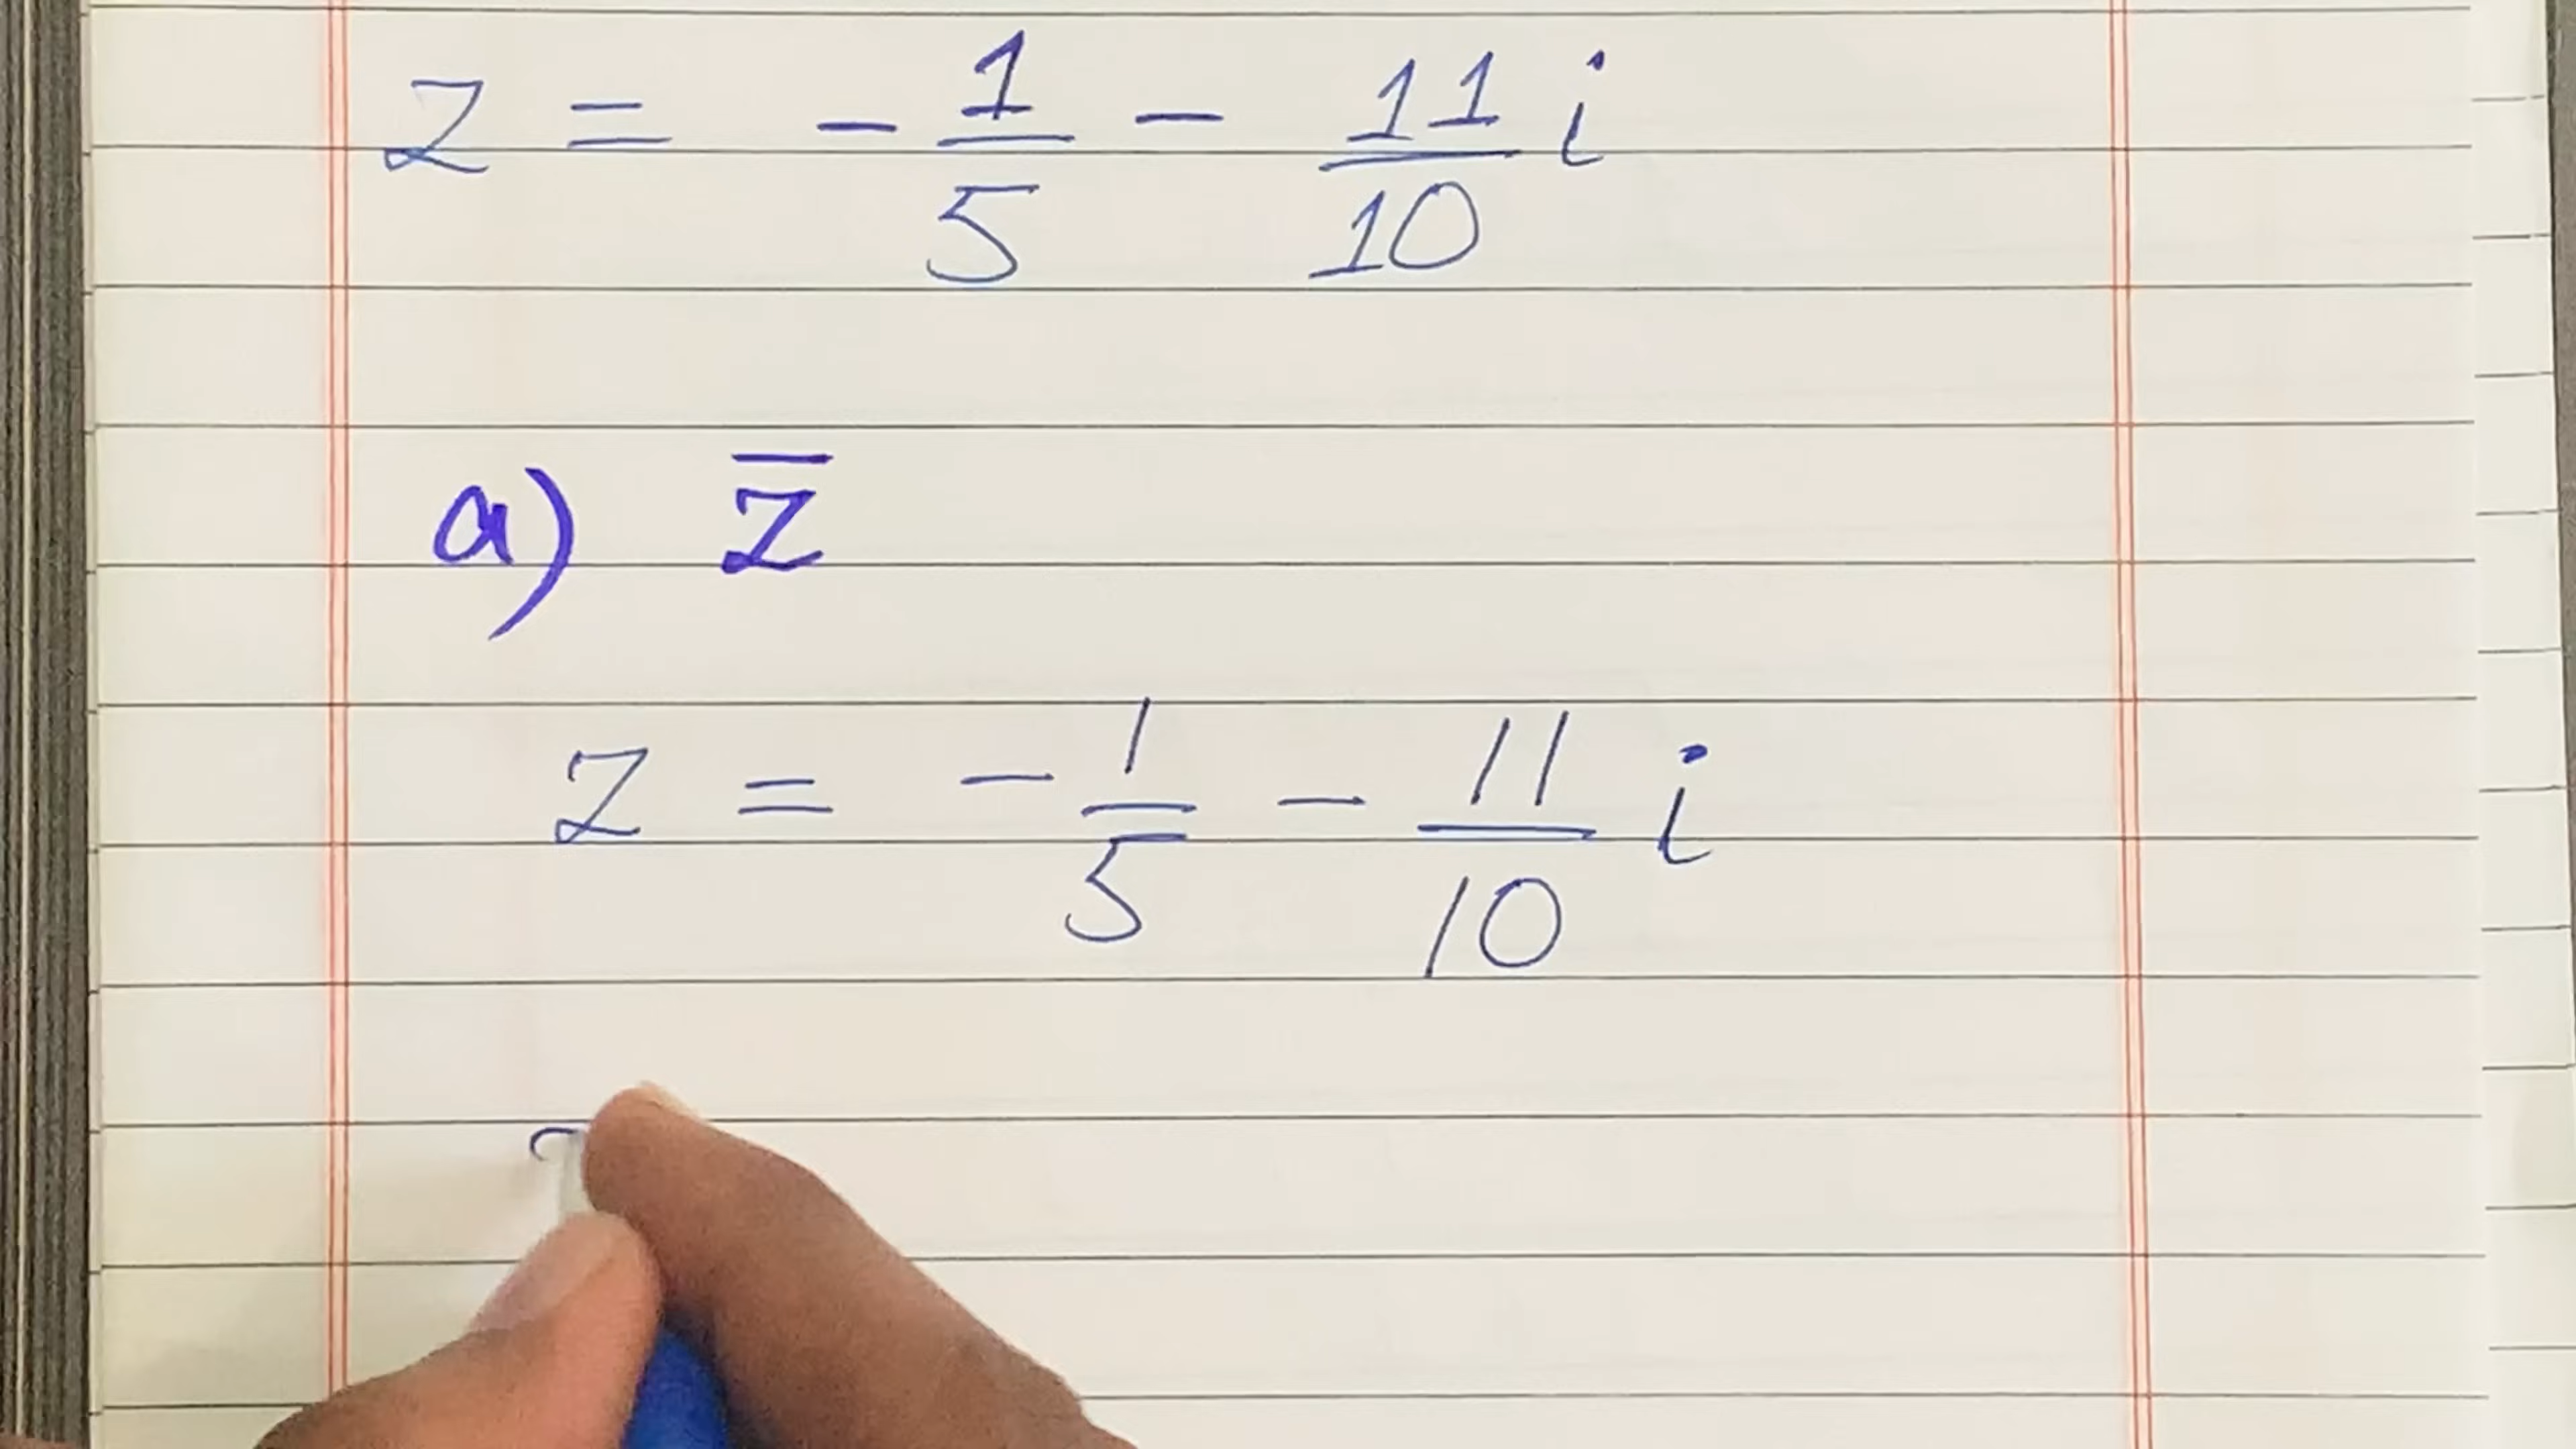 z = - 1/5 - 11/10 i
a) z̅
z = - 1/5 - 11/10 i